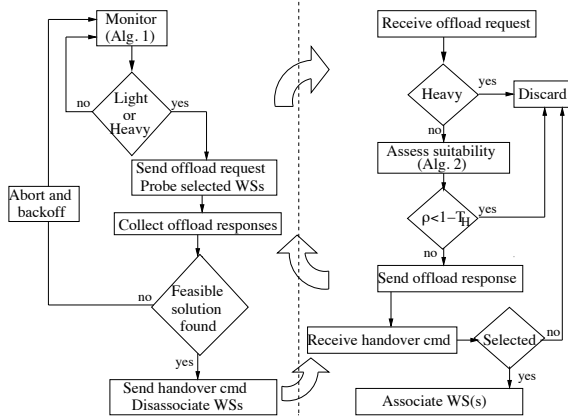 Monitor
(Alg. 1)
Light
or
Heavy
no
yes
Send offload request
Probe selected WSs
Abort and
backoff
Collect offload responses
Feasible
solution
found
no
yes
Send handover cmd
Disassociate WSs
Receive offload request
Heavy
yes
Discard
no
Assess suitability
(Alg. 2)
ρ<1−T_H
yes
no
Send offload response
Receive handover cmd
Selected
no
yes
Associate WS(s)